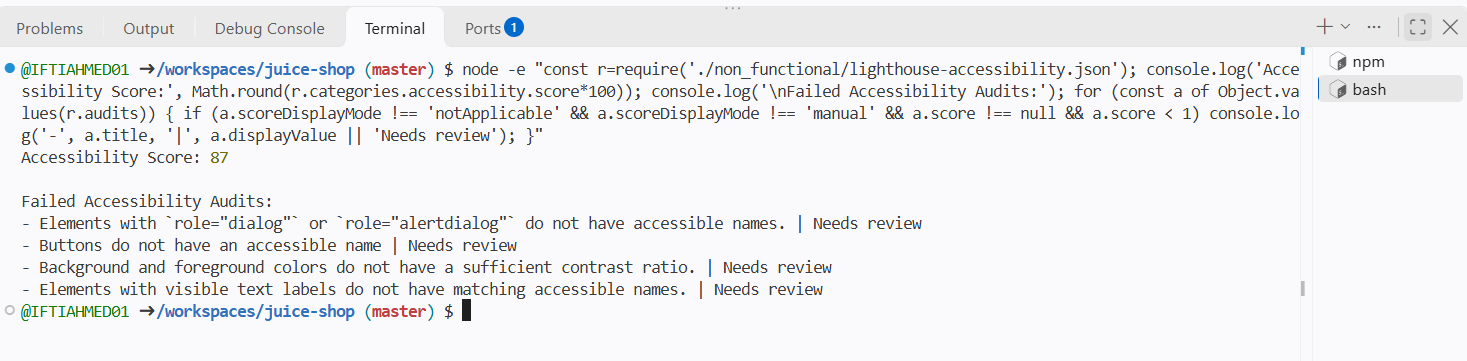 Problems Output Debug Console Terminal Ports 1
@IFTIAHMED01 ➜/workspaces/juice-shop (master) $ node -e "const r=require('./non_functional/lighthouse-accessibility.json'); console.log('Acce
ssibility Score:', Math.round(r.categories.accessibility.score*100)); console.log('\nFailed Accessibility Audits:'); for (const a of Object.va
lues(r.audits)) { if (a.scoreDisplayMode !== 'notApplicable' && a.scoreDisplayMode !== 'manual' && a.score !== null && a.score < 1) console.lo
g('-', a.title, '|', a.displayValue || 'Needs review'); }"
Accessibility Score: 87
Failed Accessibility Audits:
- Elements with `role="dialog"` or `role="alertdialog"` do not have accessible names. | Needs review
- Buttons do not have an accessible name | Needs review
- Background and foreground colors do not have a sufficient contrast ratio. | Needs review
- Elements with visible text labels do not have matching accessible names. | Needs review
@IFTIAHMED01 ➜/workspaces/juice-shop (master) $
npm
bash